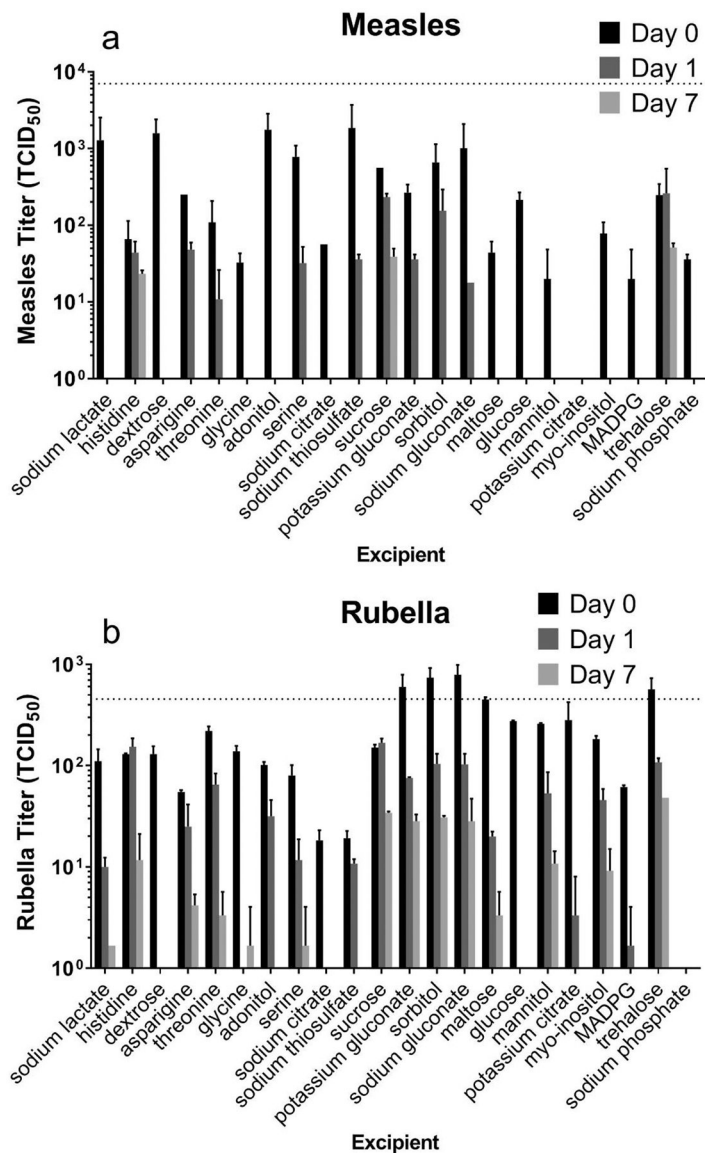 a
Measles
Day 0
Day 1
Day 7
Measles Titer (TCID50)
10^4
10^3
10^2
10^1
10^0
sodium lactate
histidine
dextrose
asparigine
threonine
glycine
adonitol
serine
sodium citrate
sodium thiosulfate
sucrose
potassium gluconate
sorbitol
sodium gluconate
maltose
glucose
mannitol
potassium citrate
myo-inositol
MADPG
trehalose
sodium phosphate
Excipient
b
Rubella
Day 0
Day 1
Day 7
Rubella Titer (TCID50)
10^3
10^2
10^1
10^0
sodium lactate
histidine
dextrose
asparigine
threonine
glycine
adonitol
serine
sodium citrate
sodium thiosulfate
sucrose
potassium gluconate
sorbitol
sodium gluconate
maltose
glucose
mannitol
potassium citrate
myo-inositol
MADPG
trehalose
sodium phosphate
Excipient